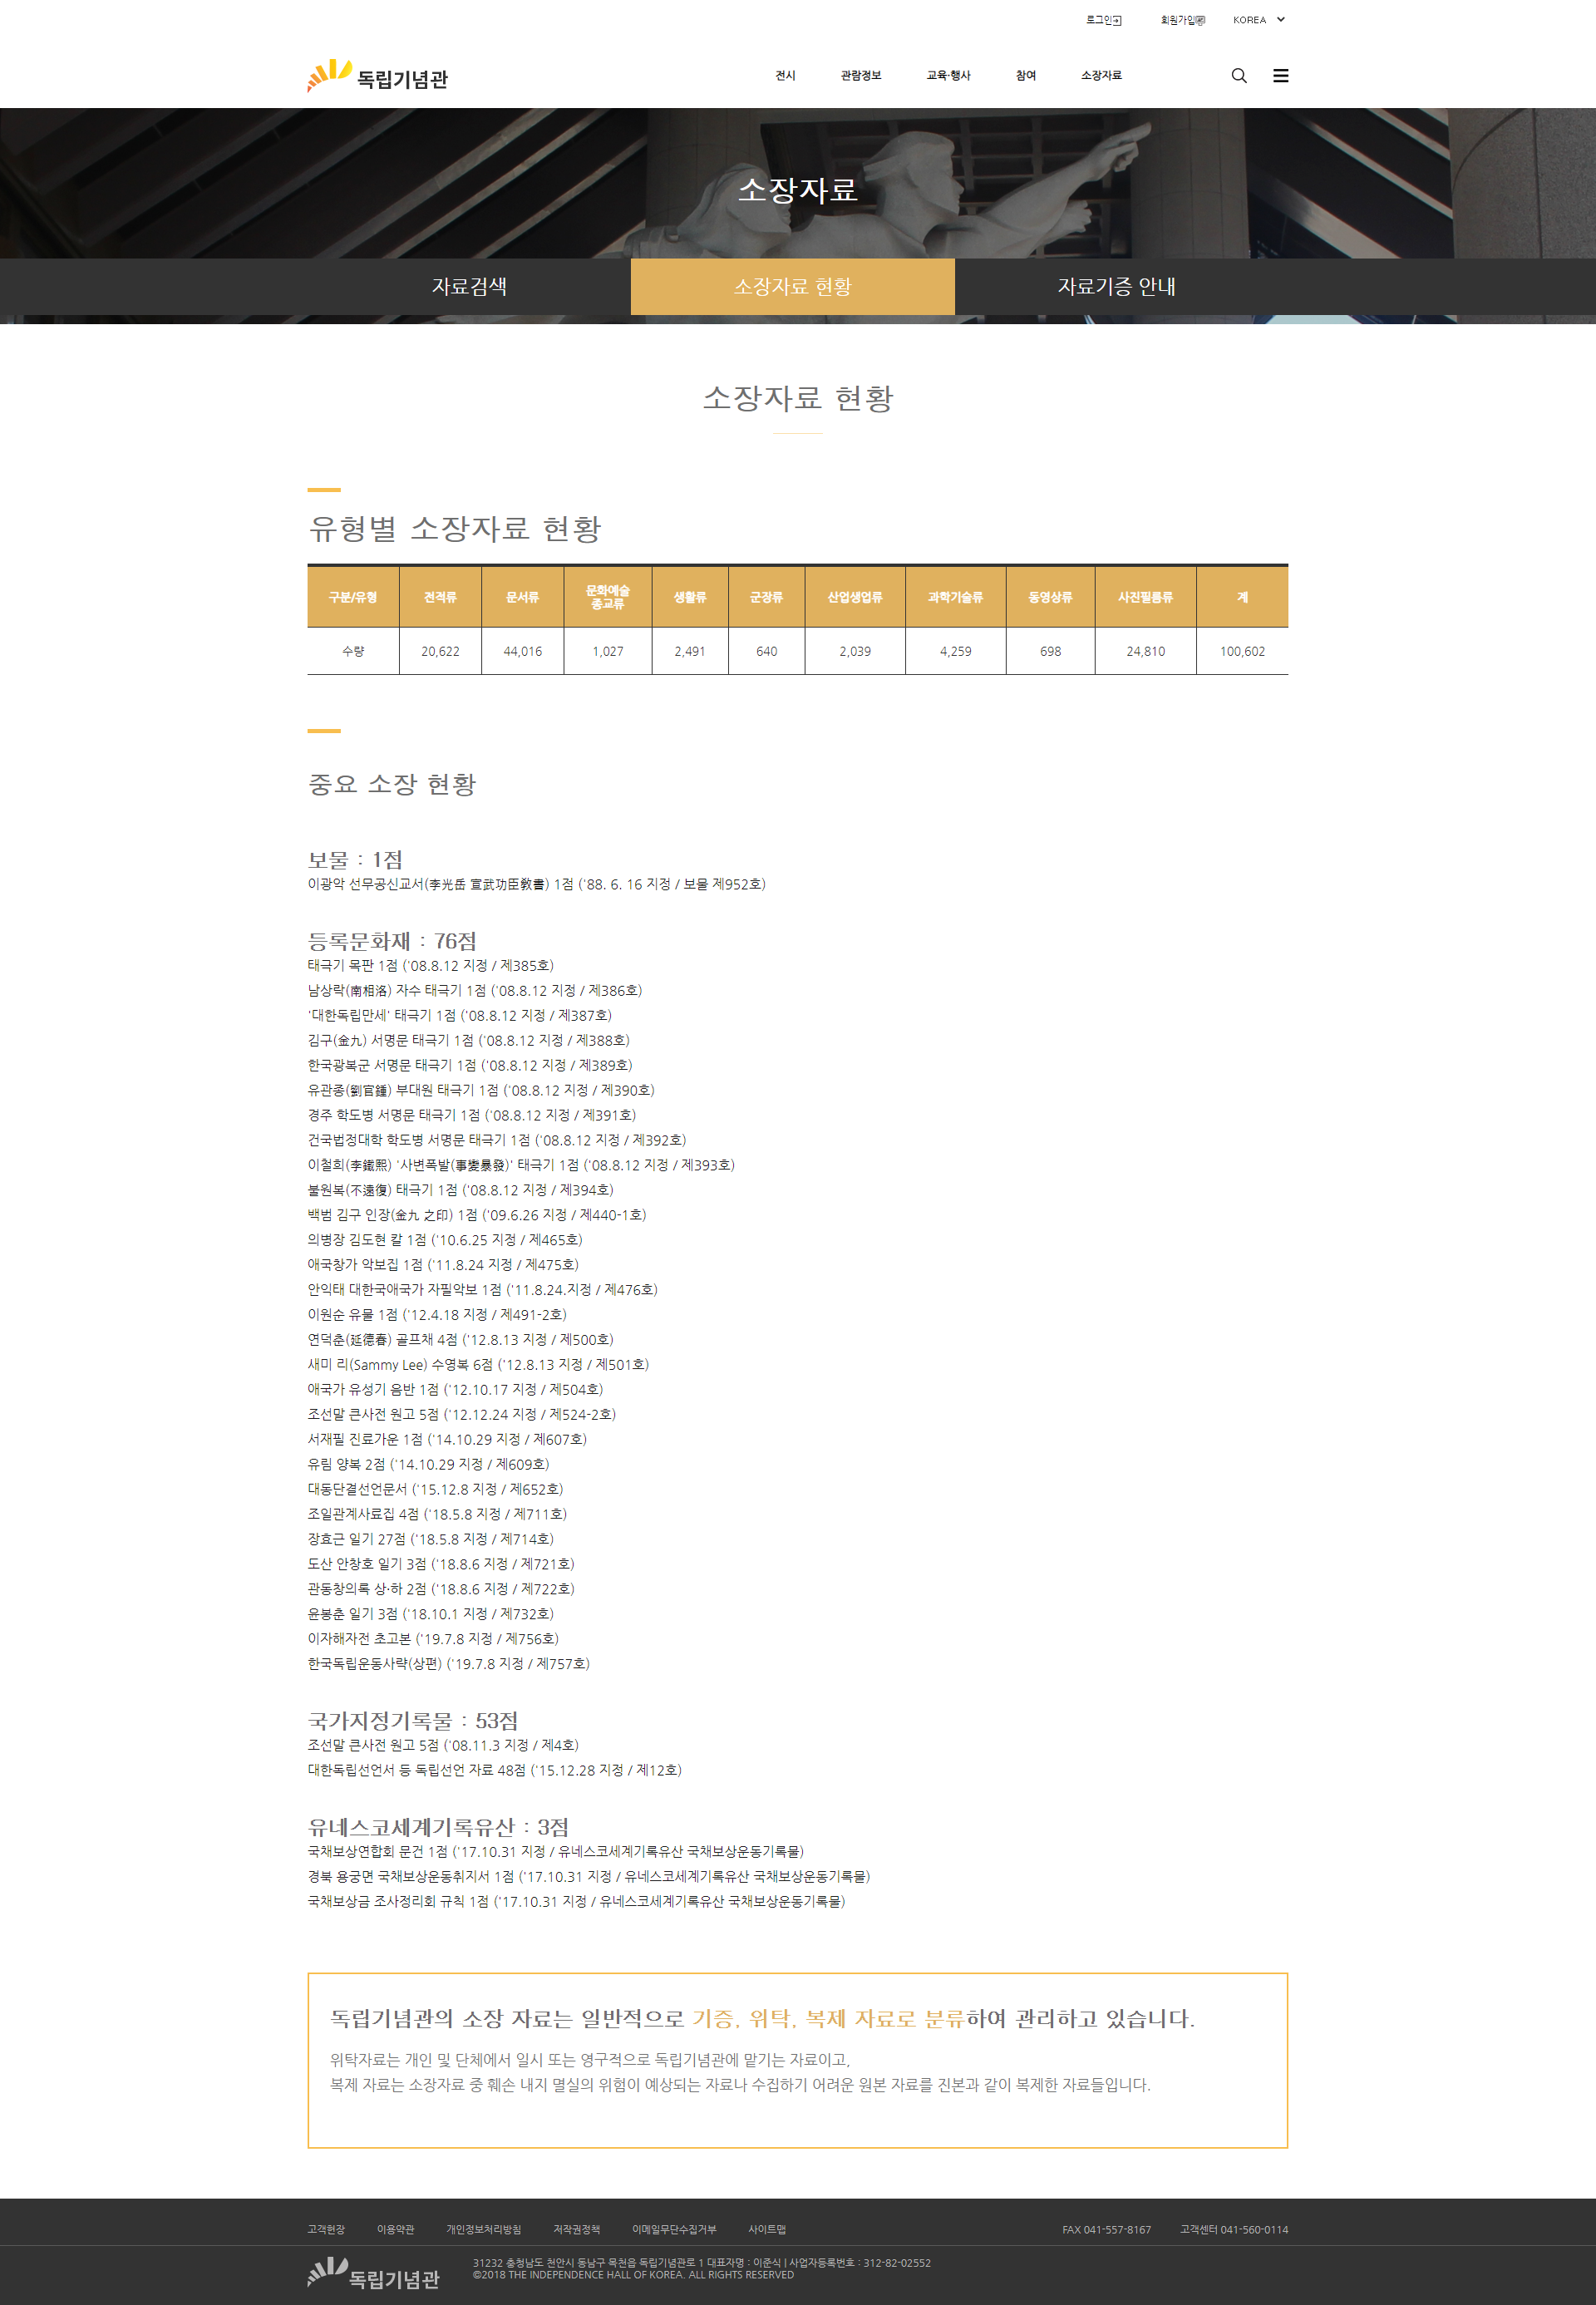 로그인
회원가입
KOREA
독립기념관
전시
관람정보
교육·행사
참여
소장자료
소장자료
자료검색
소장자료 현황
자료기증 안내
소장자료 현황
유형별 소장자료 현황
구분/유형 전적류 문서류 문화예술 종교류 생활류 군장류 산업생업류 과학기술류 동영상류 사진필름류 계
수량 20,622 44,016 1,027 2,491 640 2,039 4,259 698 24,810 100,602
중요 소장 현황
보물 : 1점
이광악 선무공신교서(李光岳 宣武功臣敎書) 1점 ('88. 6. 16 지정 / 보물 제952호)
등록문화재 : 76점
태극기 목판 1점 ('08.8.12 지정 / 제385호)
남상락(南相洛) 자수 태극기 1점 ('08.8.12 지정 / 제386호)
'대한독립만세' 태극기 1점 ('08.8.12 지정 / 제387호)
김구(金九) 서명문 태극기 1점 ('08.8.12 지정 / 제388호)
한국광복군 서명문 태극기 1점 ('08.8.12 지정 / 제389호)
유관종(劉官鍾) 부대원 태극기 1점 ('08.8.12 지정 / 제390호)
경주 학도병 서명문 태극기 1점 ('08.8.12 지정 / 제391호)
건국법정대학 학도병 서명문 태극기 1점 ('08.8.12 지정 / 제392호)
이철희(李鐵熙) '사변폭발(事變暴發)' 태극기 1점 ('08.8.12 지정 / 제393호)
불원복(不遠復) 태극기 1점 ('08.8.12 지정 / 제394호)
백범 김구 인장(金九 之印) 1점 ('09.6.26 지정 / 제440-1호)
의병장 김도현 칼 1점 ('10.6.25 지정 / 제465호)
애국창가 악보집 1점 ('11.8.24 지정 / 제475호)
안익태 대한국애국가 자필악보 1점 ('11.8.24.지정 / 제476호)
이원순 유물 1점 ('12.4.18 지정 / 제491-2호)
연덕춘(延德春) 골프채 4점 ('12.8.13 지정 / 제500호)
새미 리(Sammy Lee) 수영복 6점 ('12.8.13 지정 / 제501호)
애국가 유성기 음반 1점 ('12.10.17 지정 / 제504호)
조선말 큰사전 원고 5점 ('12.12.24 지정 / 제524-2호)
서재필 진료가운 1점 ('14.10.29 지정 / 제607호)
유림 양복 2점 ('14.10.29 지정 / 제609호)
대동단결선언문서 ('15.12.8 지정 / 제652호)
조일관계사료집 4점 ('18.5.8 지정 / 제711호)
장효근 일기 27점 ('18.5.8 지정 / 제714호)
도산 안창호 일기 3점 ('18.8.6 지정 / 제721호)
관동창의록 상·하 2점 ('18.8.6 지정 / 제722호)
윤봉춘 일기 3점 ('18.10.1 지정 / 제732호)
이자해자전 초고본 ('19.7.8 지정 / 제756호)
한국독립운동사략(상편) ('19.7.8 지정 / 제757호)
국가지정기록물 : 53점
조선말 큰사전 원고 5점 ('08.11.3 지정 / 제4호)
대한독립선언서 등 독립선언 자료 48점 ('15.12.28 지정 / 제12호)
유네스코세계기록유산 : 3점
국채보상연합회 문건 1점 ('17.10.31 지정 / 유네스코세계기록유산 국채보상운동기록물)
경북 용궁면 국채보상운동취지서 1점 ('17.10.31 지정 / 유네스코세계기록유산 국채보상운동기록물)
국채보상금 조사정리회 규칙 1점 ('17.10.31 지정 / 유네스코세계기록유산 국채보상운동기록물)
독립기념관의 소장 자료는 일반적으로 기증, 위탁, 복제 자료로 분류하여 관리하고 있습니다.
위탁자료는 개인 및 단체에서 일시 또는 영구적으로 독립기념관에 맡기는 자료이고,
복제 자료는 소장자료 중 훼손 내지 멸실의 위험이 예상되는 자료나 수집하기 어려운 원본 자료를 진본과 같이 복제한 자료들입니다.
고객헌장 이용약관 개인정보처리방침 저작권정책 이메일무단수집거부 사이트맵
FAX 041-557-8167 고객센터 041-560-0114
독립기념관
31232 충청남도 천안시 동남구 목천읍 독립기념관로 1 대표자명 : 이준식 | 사업자등록번호 : 312-82-02552
©2018 THE INDEPENDENCE HALL OF KOREA. ALL RIGHTS RESERVED